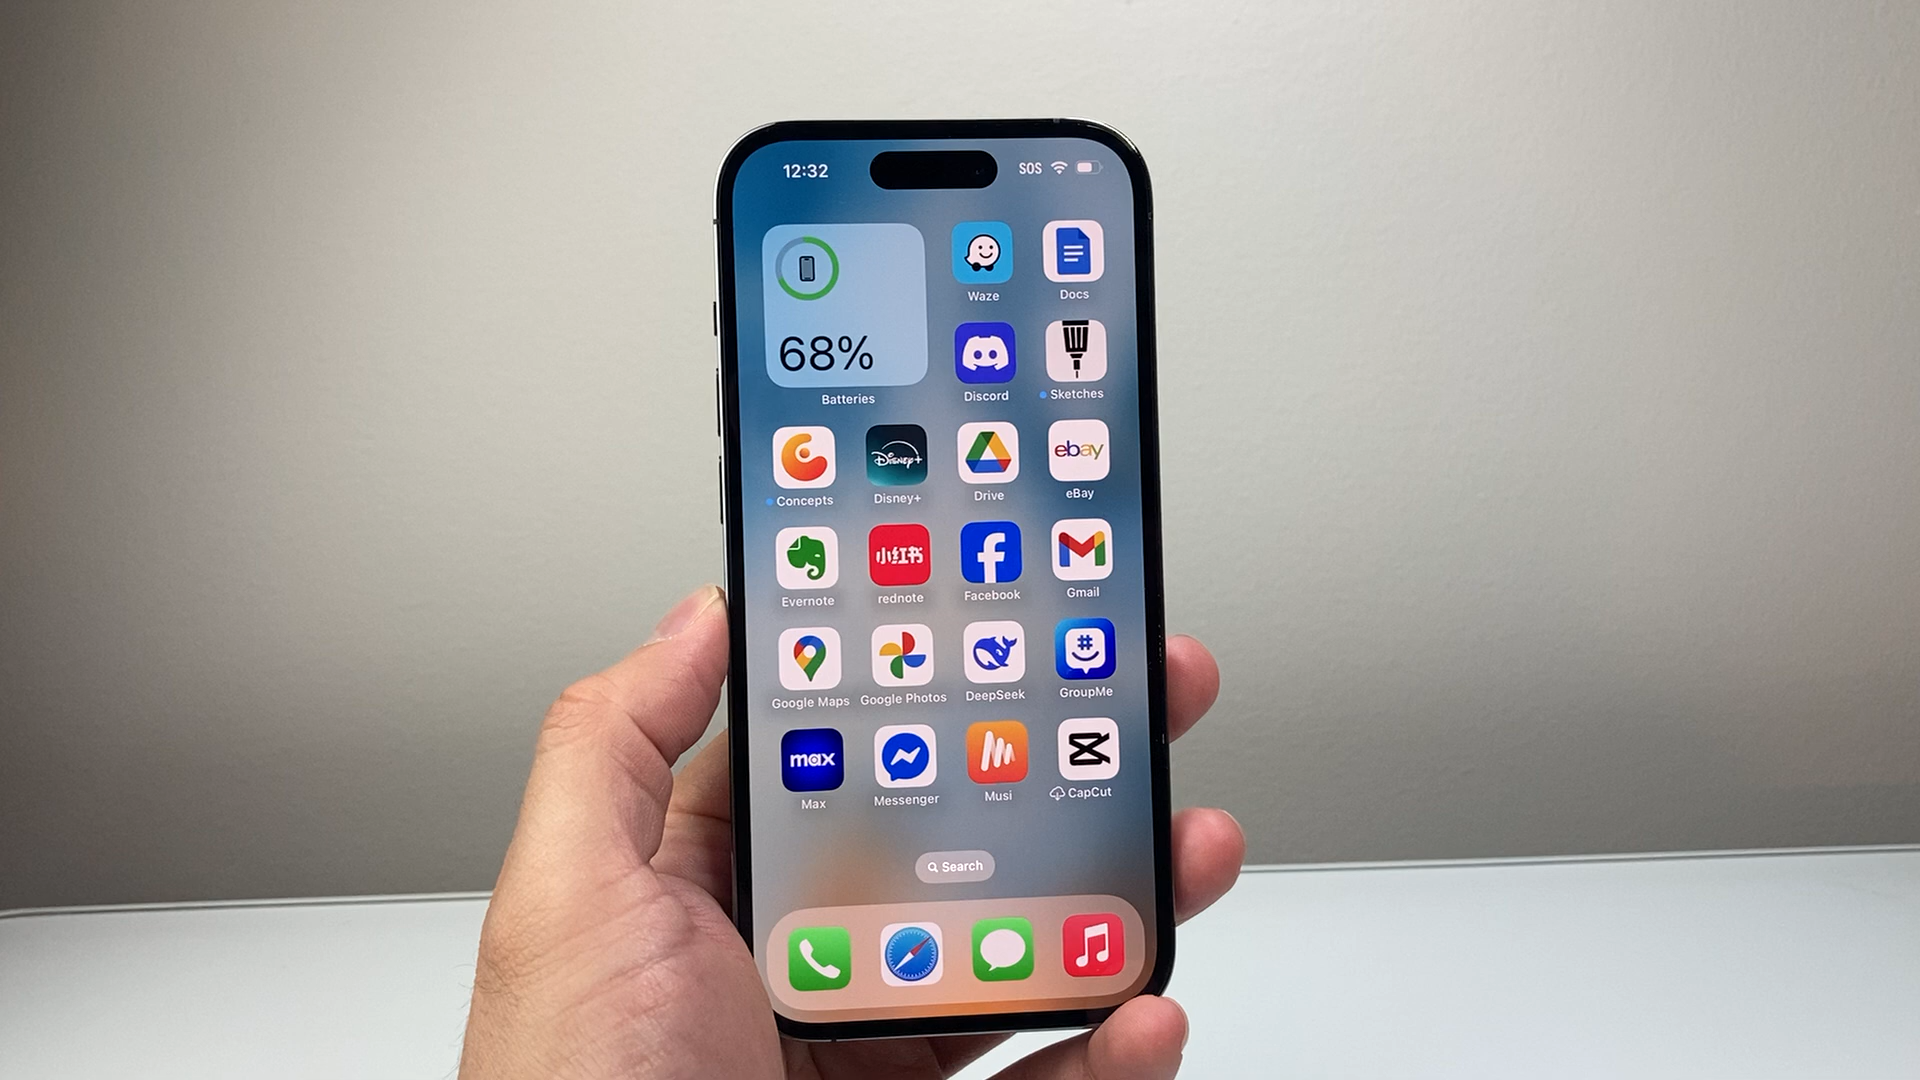 12:32
SOS
68%
Batteries
Waze
Docs
Discord
Sketches
Disney+
ebay
Concepts
Disney+
Drive
eBay
小红书
Evernote
rednote
Facebook
Gmail
Google Maps
Google Photos
DeepSeek
GroupMe
max
Max
Messenger
Musi
CapCut
Search